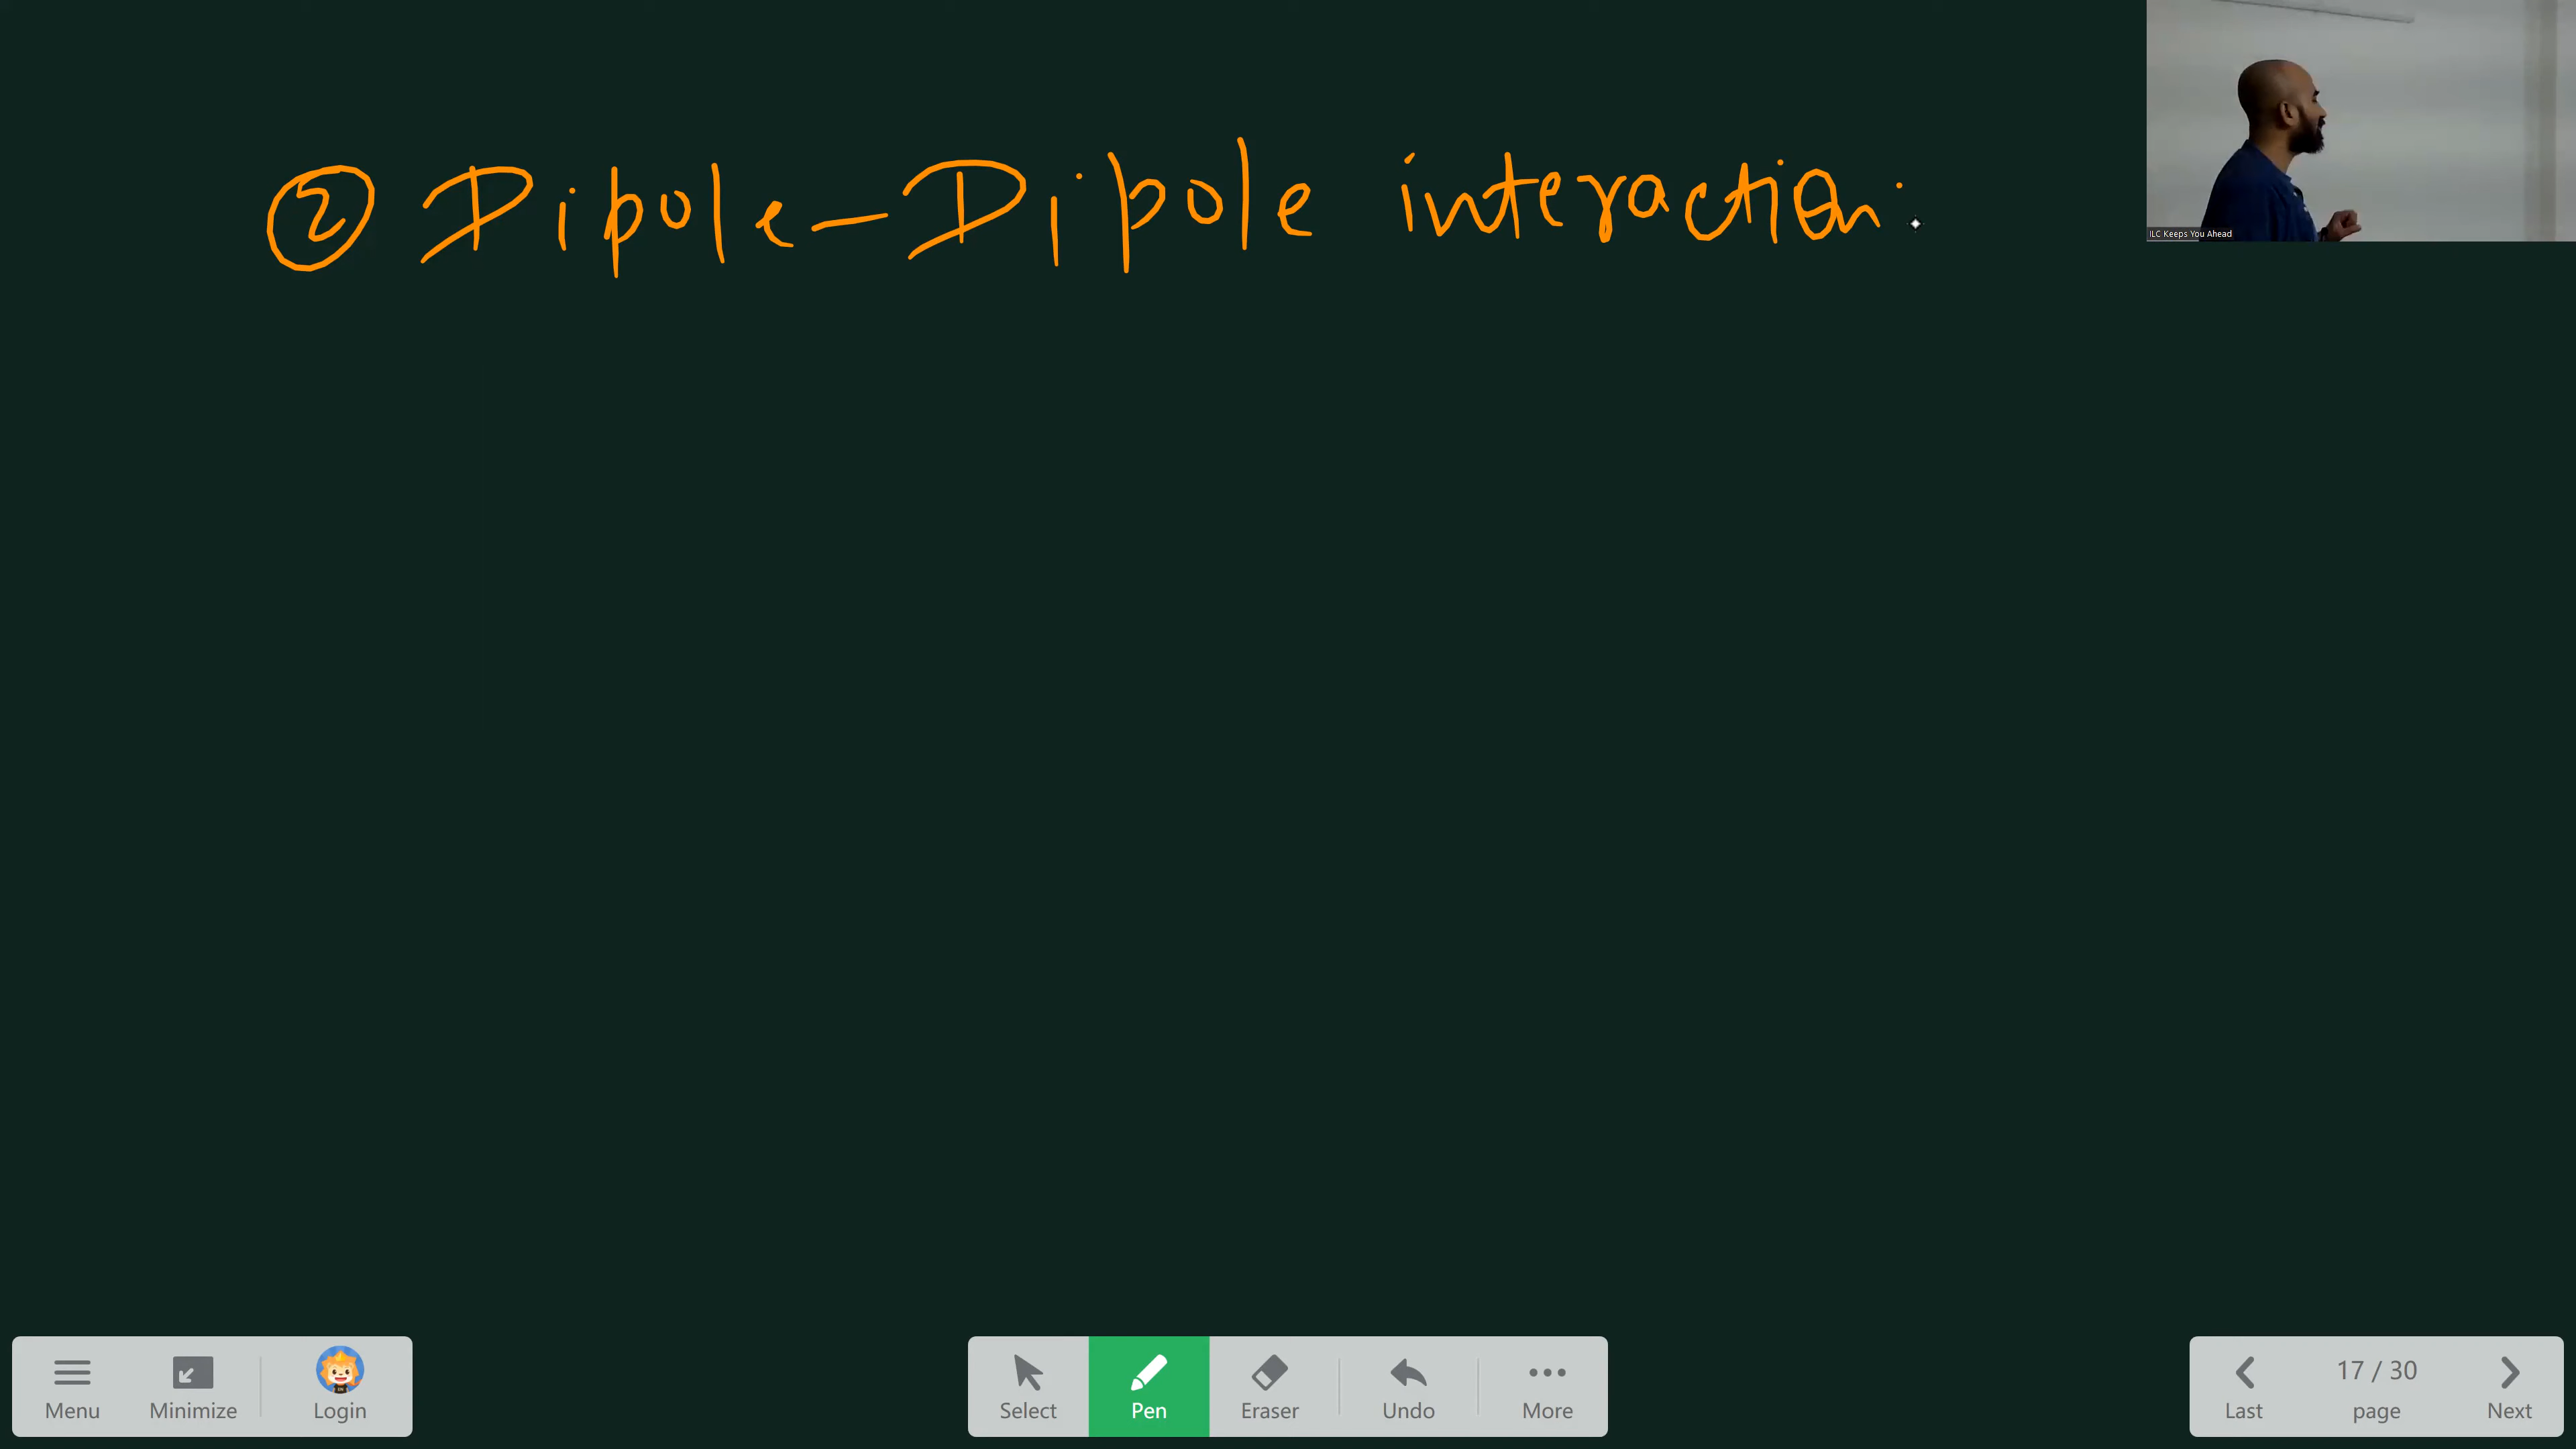 ② Dipole-Dipole interaction:
ILC Keeps You Ahead
Menu Minimize Login Select Pen Eraser Undo More Last 17 / 30 page Next